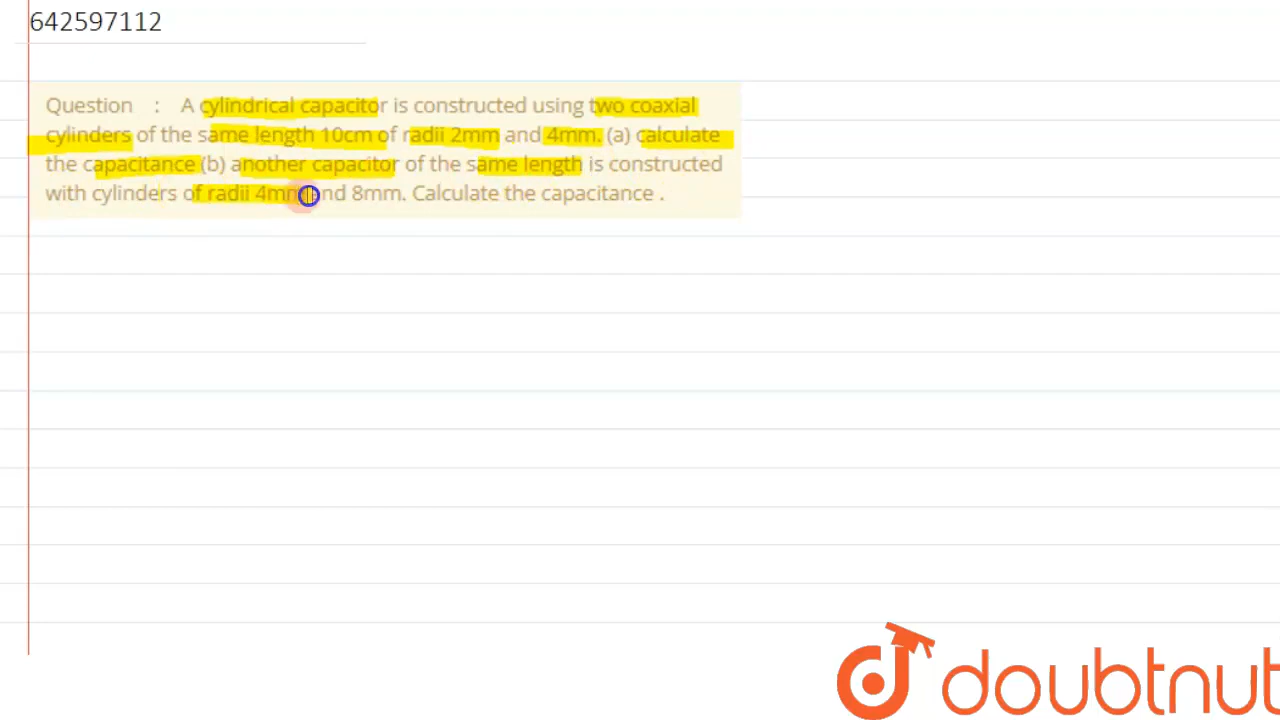 642597112
Question : A cylindrical capacitor is constructed using two coaxial
cylinders of the same length 10cm of radii 2mm and 4mm. (a) calculate
the capacitance (b) another capacitor of the same length is constructed
with cylinders of radii 4mm and 8mm. Calculate the capacitance .
doubtnut